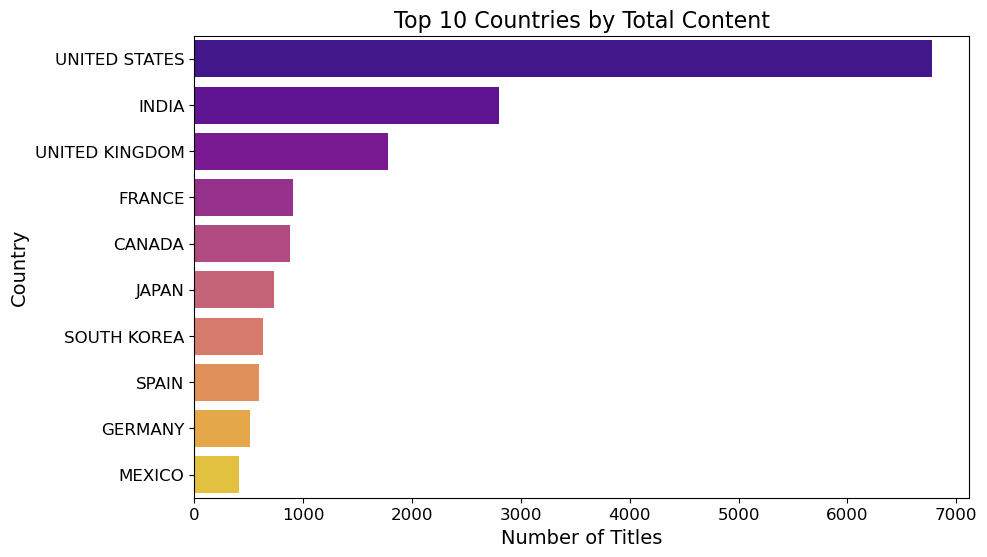 Top 10 Countries by Total Content
UNITED STATES
INDIA
UNITED KINGDOM
FRANCE
CANADA
JAPAN
SOUTH KOREA
SPAIN
GERMANY
MEXICO
Country
0 1000 2000 3000 4000 5000 6000 7000
Number of Titles